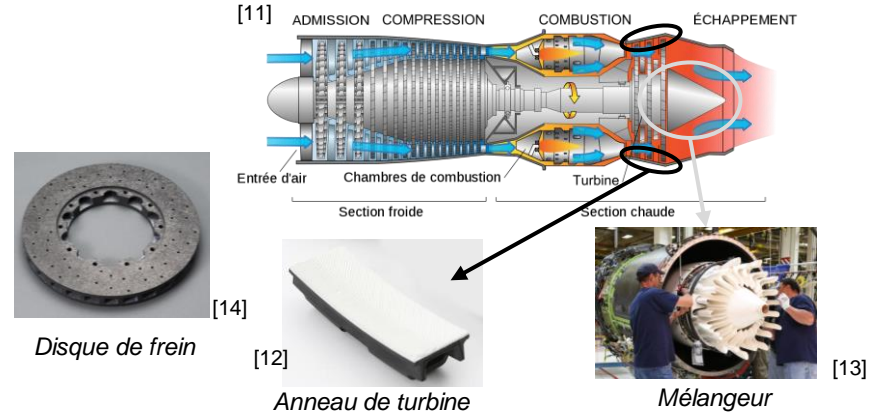 [11]
ADMISSION COMPRESSION COMBUSTION ÉCHAPPEMENT
Entrée d'air
Chambres de combustion
Turbine
Section froide
Section chaude
[14]
Disque de frein
[12]
Anneau de turbine
[13]
Mélangeur